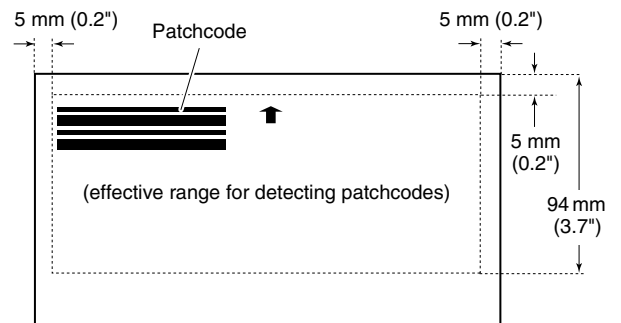 5 mm (0.2")
Patchcode
5 mm (0.2")
5 mm
(0.2")
(effective range for detecting patchcodes)
94 mm
(3.7")